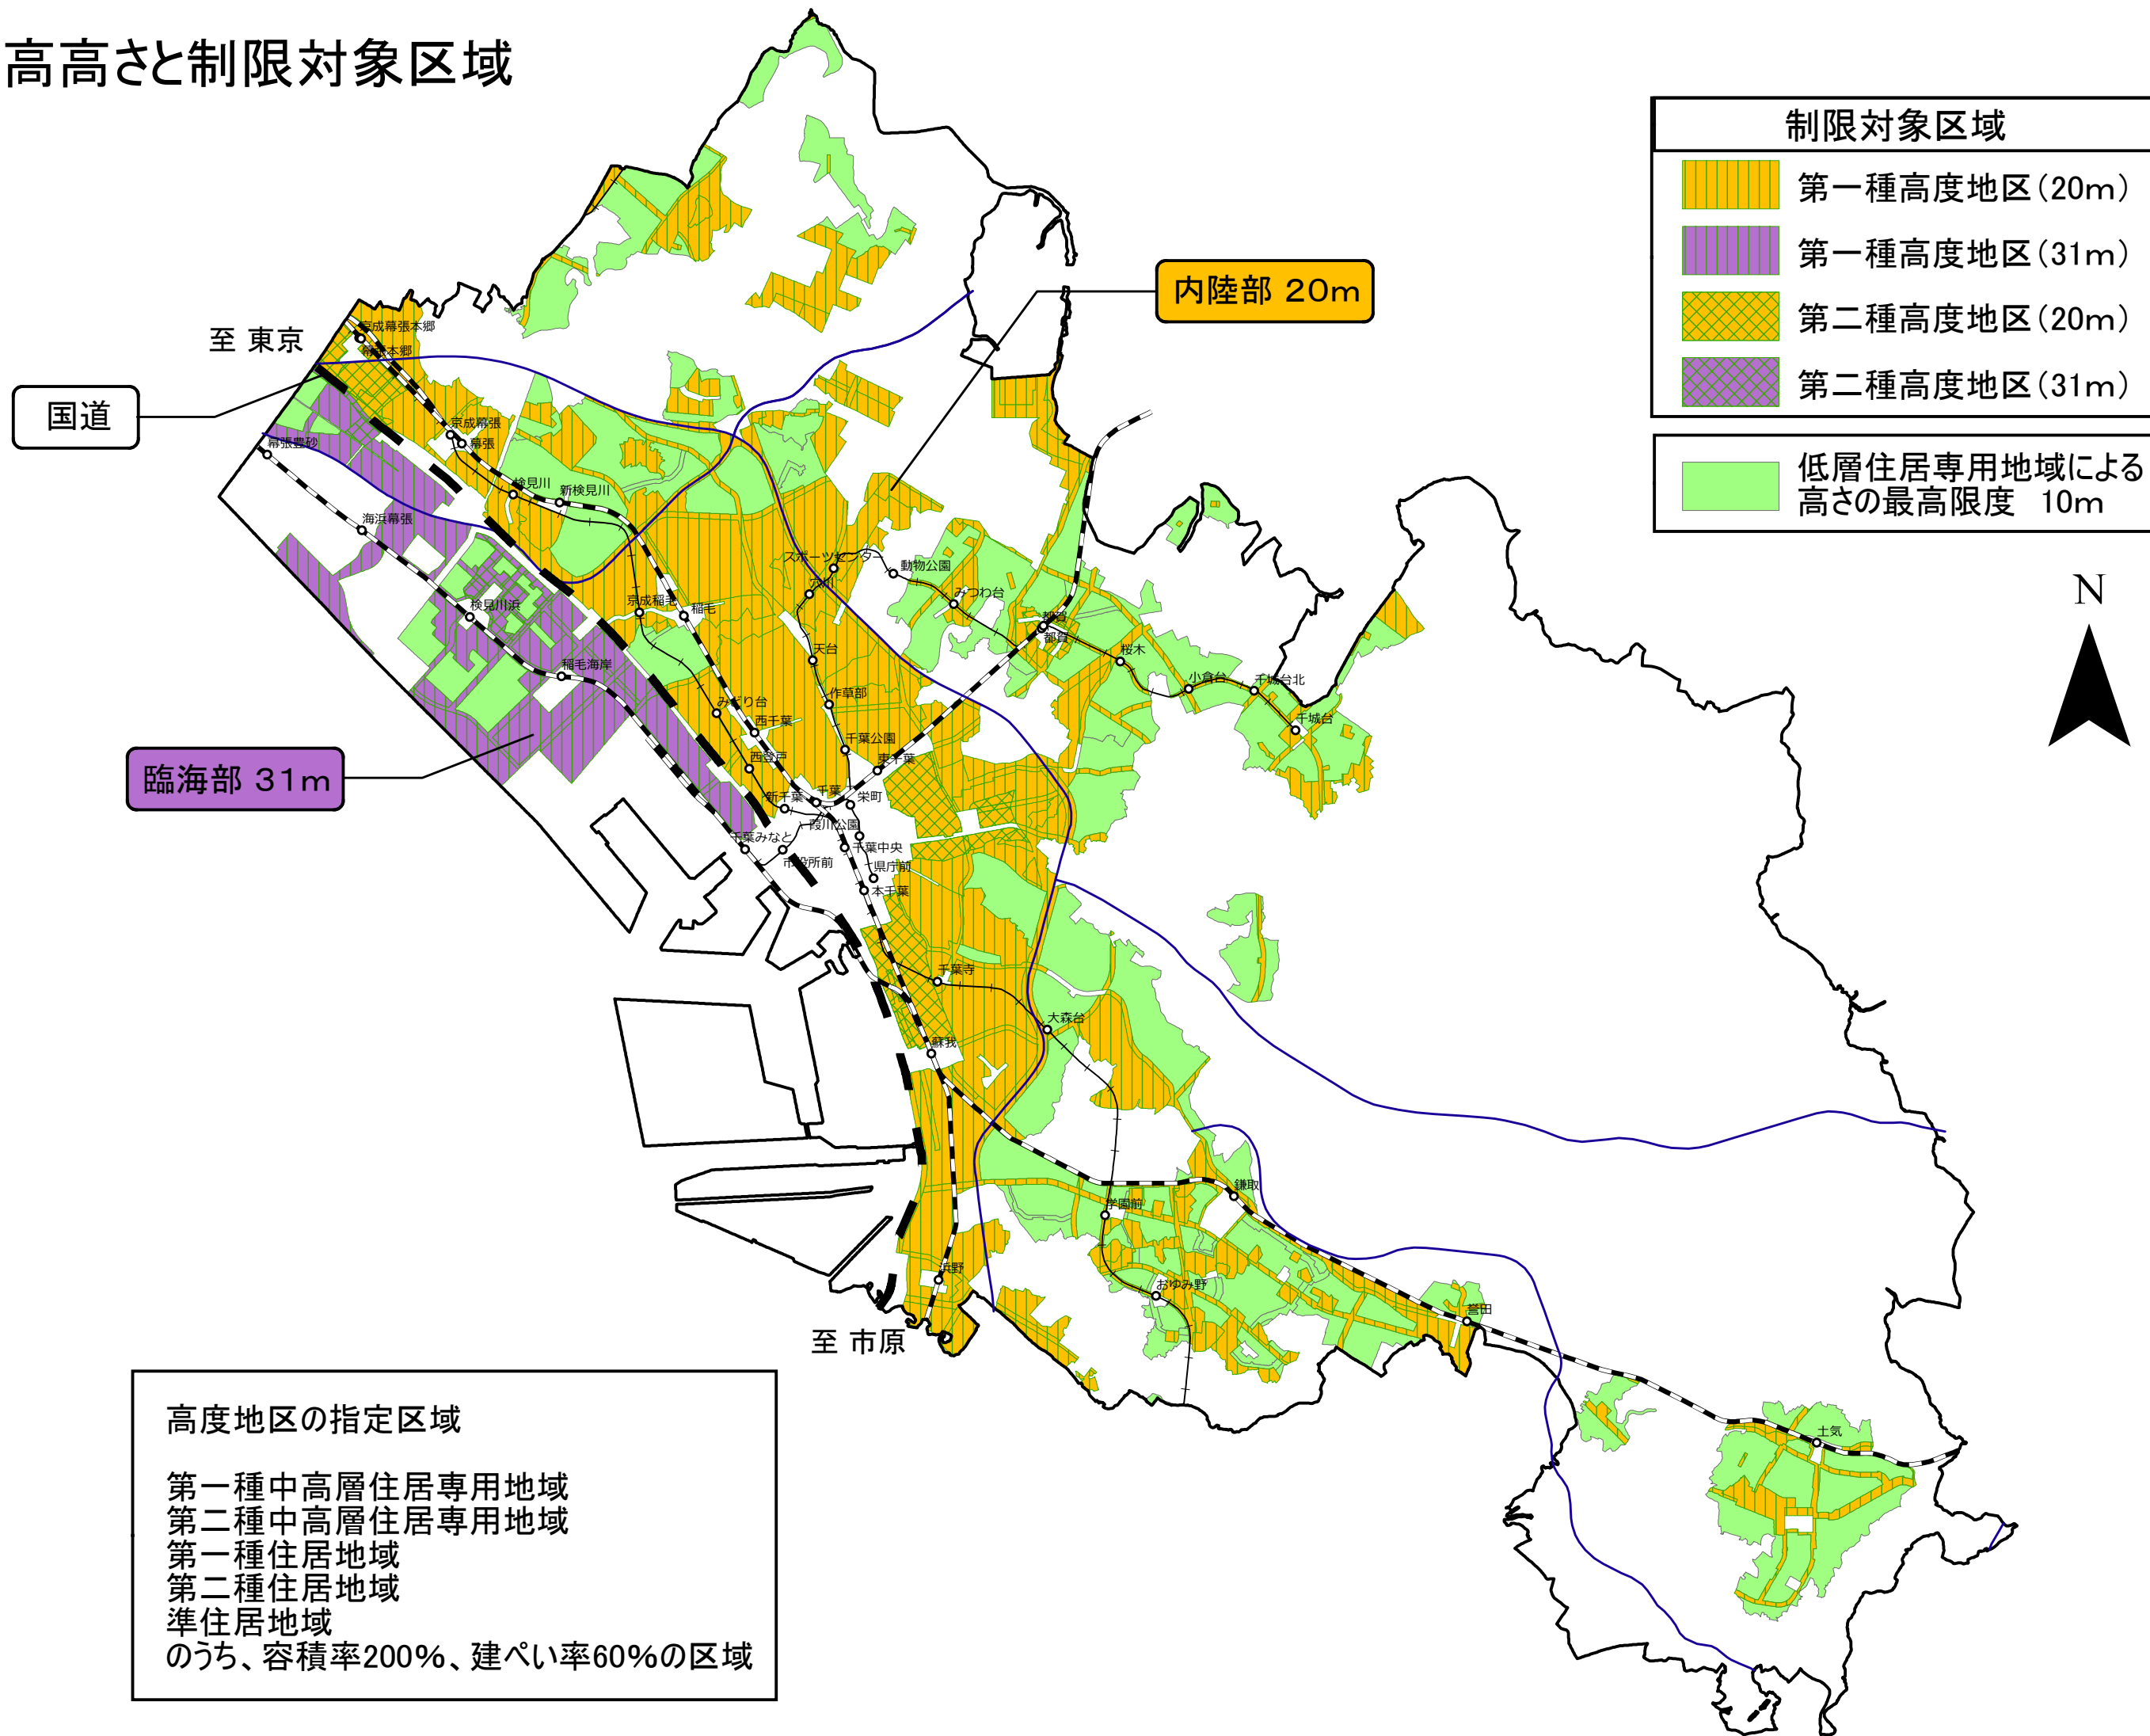 高高さと制限対象区域
制限対象区域
第一種高度地区（20m）
第一種高度地区（31m）
第二種高度地区（20m）
第二種高度地区（31m）
低層住居専用地域による
高さの最高限度　10m
N
内陸部 20m
至 東京
国道
臨海部 31m
京成幕張本郷
幕張本郷
京成幕張
幕張
幕張豊砂
検見川
新検見川
海浜幕張
スポーツセンター
動物公園
穴川
みつわ台
検見川浜
京成稲毛
稲毛
都賀
都賀
天台
桜木
稲毛海岸
小倉台
千城台北
作草部
みどり台
西千葉
千城台
千葉公園
西登戸
東千葉
新千葉
千葉
栄町
葭川公園
千葉みなと
千葉中央
市役所前
県庁前
本千葉
千葉寺
大森台
蘇我
鎌取
学園前
浜野
おゆみ野
誉田
至 市原
土気
高度地区の指定区域
第一種中高層住居専用地域
第二種中高層住居専用地域
第一種住居地域
第二種住居地域
準住居地域
のうち、容積率200%、建ぺい率60%の区域